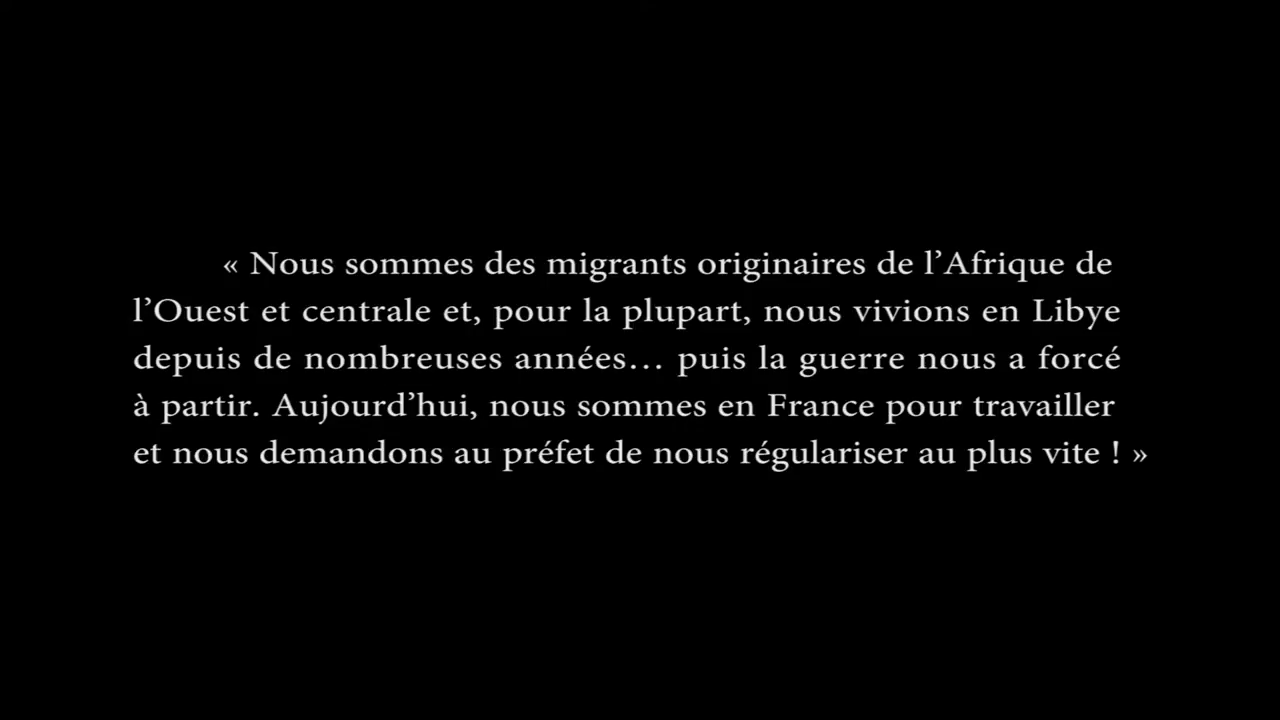 « Nous sommes des migrants originaires de l’Afrique de
l’Ouest et centrale et, pour la plupart, nous vivions en Libye
depuis de nombreuses années… puis la guerre nous a forcé
à partir. Aujourd’hui, nous sommes en France pour travailler
et nous demandons au préfet de nous régulariser au plus vite ! »